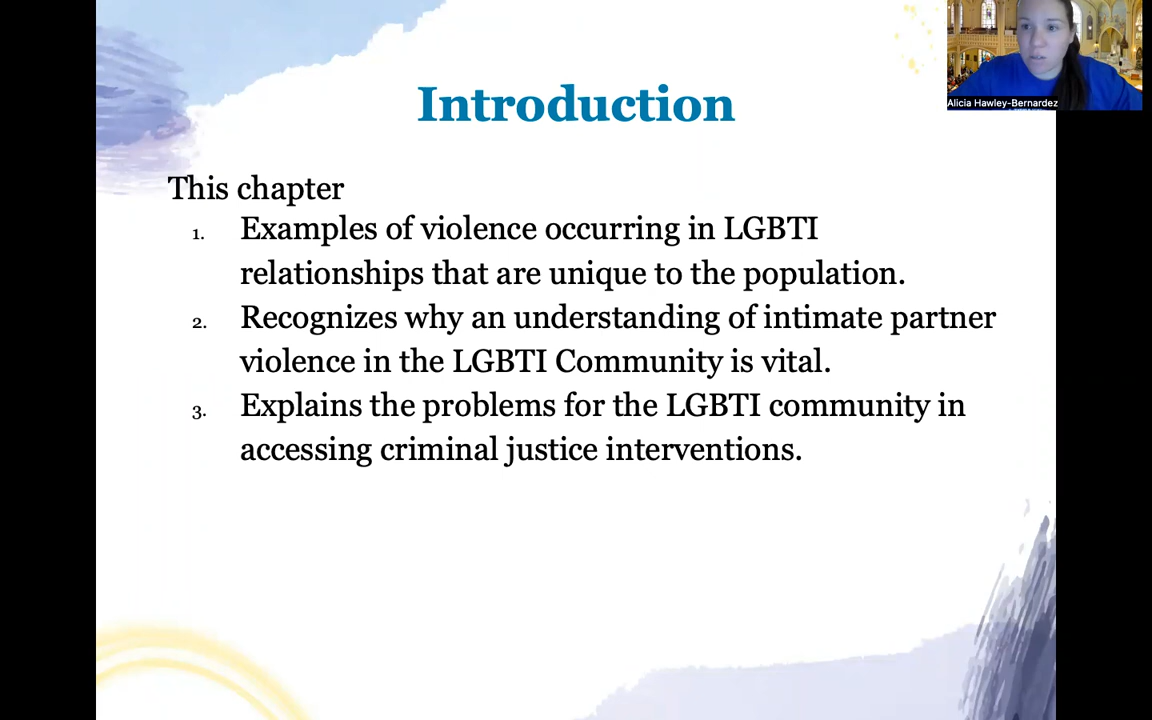 Introduction
Alicia Hawley-Bernardez
This chapter
1. Examples of violence occurring in LGBTI
relationships that are unique to the population.
2. Recognizes why an understanding of intimate partner
violence in the LGBTI Community is vital.
3. Explains the problems for the LGBTI community in
accessing criminal justice interventions.